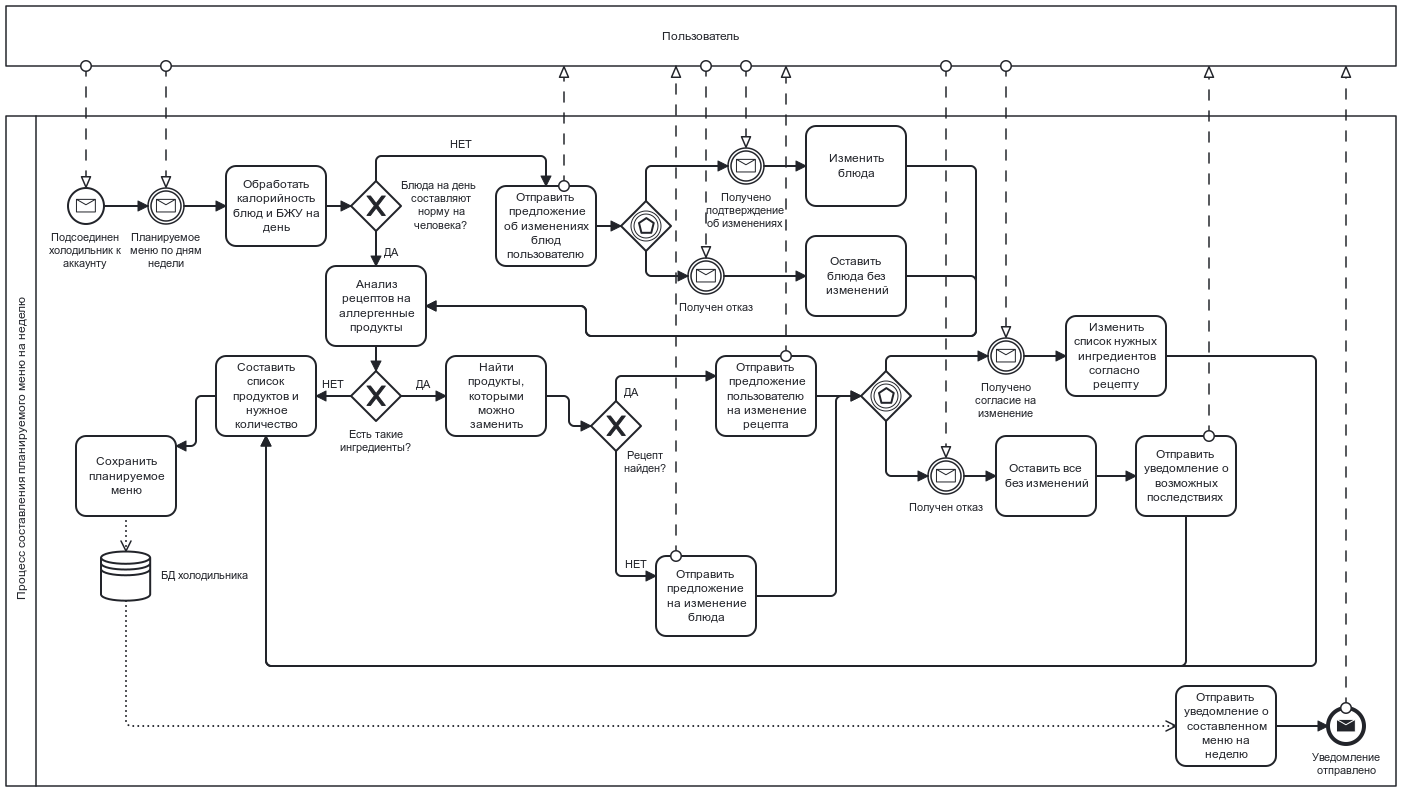 Пользователь
Процесс составления планируемого меню на неделю
Подсоединен
холодильник к
аккаунту
Планируемое
меню по дням
недели
Обработать
калорийность
блюд и БЖУ на
день
НЕТ
Блюда на день
составляют
норму на
человека?
ДА
Отправить
предложение
об изменениях
блюд
пользователю
Получено
подтверждение
об изменениях
Изменить
блюда
Получен отказ
Оставить
блюда без
изменений
Анализ
рецептов на
аллергенные
продукты
Составить
список
продуктов и
нужное
количество
НЕТ
ДА
Есть такие
ингредиенты?
Найти
продукты,
которыми
можно
заменить
ДА
Рецепт
найден?
НЕТ
Отправить
предложение
пользователю
на изменение
рецепта
Получено
согласие на
изменение
Изменить
список нужных
ингредиентов
согласно
рецепту
Получен отказ
Оставить все
без изменений
Отправить
уведомление о
возможных
последствиях
Сохранить
планируемое
меню
БД холодильника
Отправить
предложение
на изменение
блюда
Отправить
уведомление о
составленном
меню на
неделю
Уведомление
отправлено